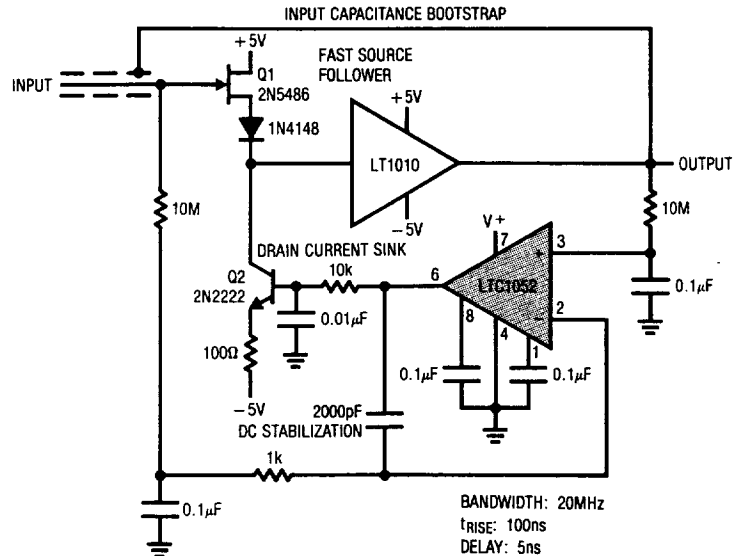 INPUT CAPACITANCE BOOTSTRAP
+5V
FAST SOURCE
FOLLOWER
Q1
2N5486
INPUT
+5V
1N4148
LT1010
OUTPUT
-5V
10M
10M
V+
7
3
+
DRAIN CURRENT SINK
6
LTC1052
0.1µF
Q2
2N2222
10k
2
-
8
4
1
0.01µF
100Ω
0.1µF
0.1µF
-5V
2000pF
DC STABILIZATION
1k
0.1µF
BANDWIDTH: 20MHz
tRISE: 100ns
DELAY: 5ns